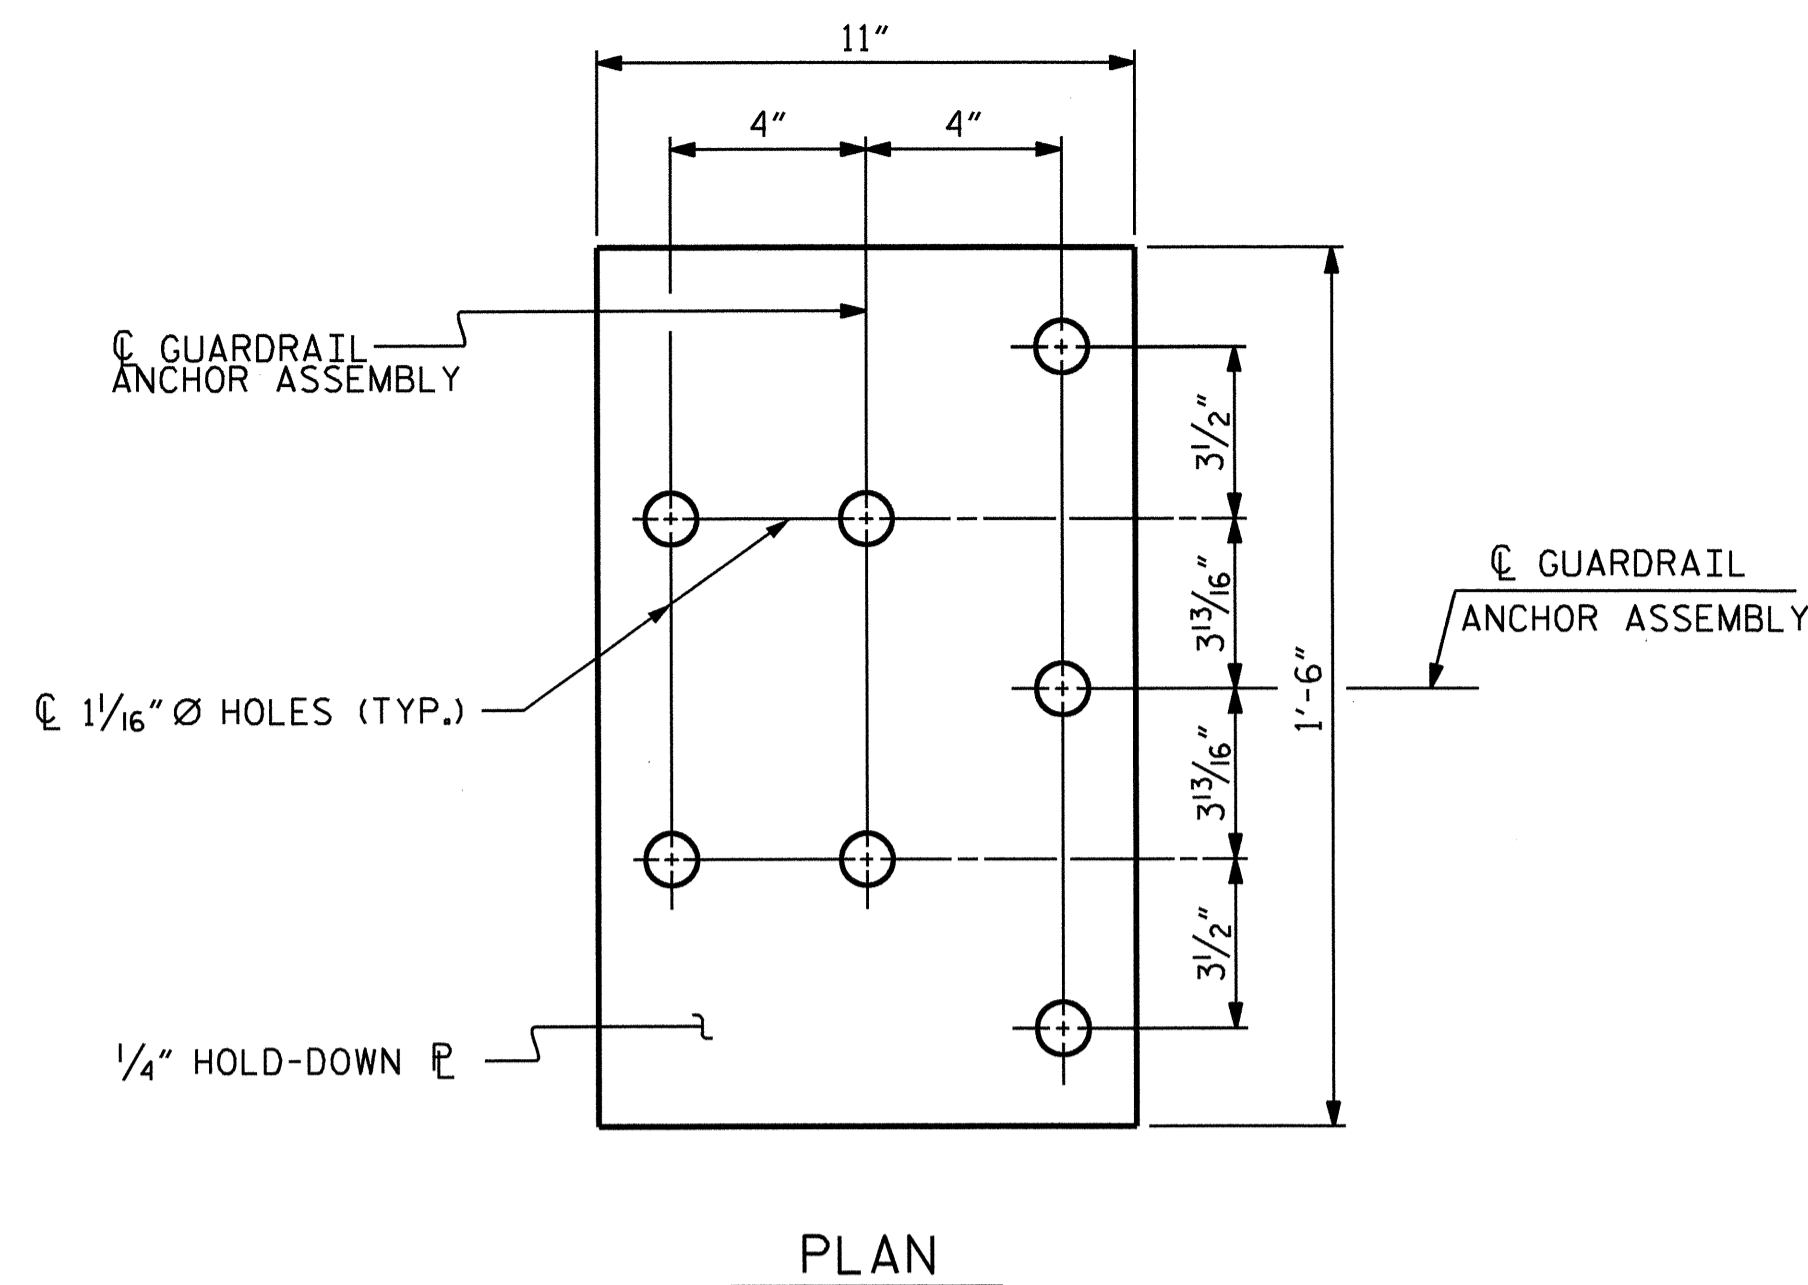 11"
4" 4"
℄ GUARDRAIL
ANCHOR ASSEMBLY
3 1/2"
3 13/16"
℄ GUARDRAIL
ANCHOR ASSEMBLY
1'-6"
℄ 1 1/16" Ø HOLES (TYP.)
3 13/16"
3 1/2"
1/4" HOLD-DOWN ⅊
PLAN